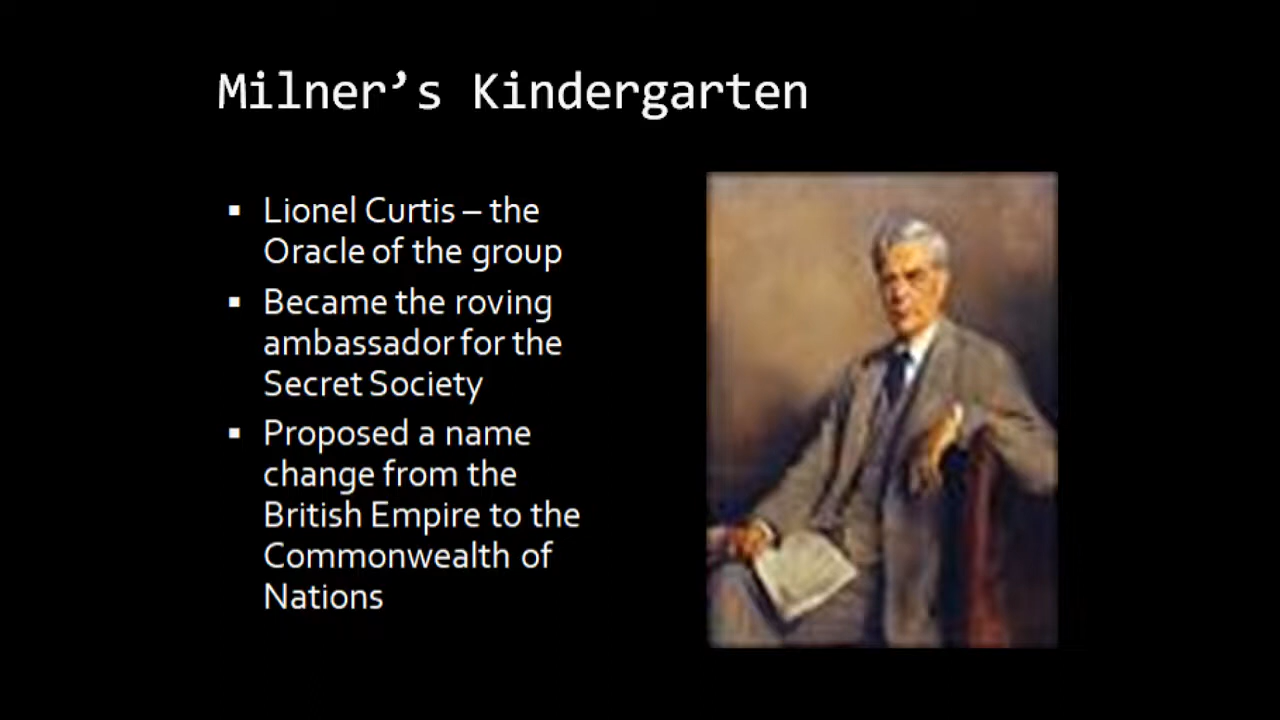 Milner’s Kindergarten
▪ Lionel Curtis – the
Oracle of the group
▪ Became the roving
ambassador for the
Secret Society
▪ Proposed a name
change from the
British Empire to the
Commonwealth of
Nations